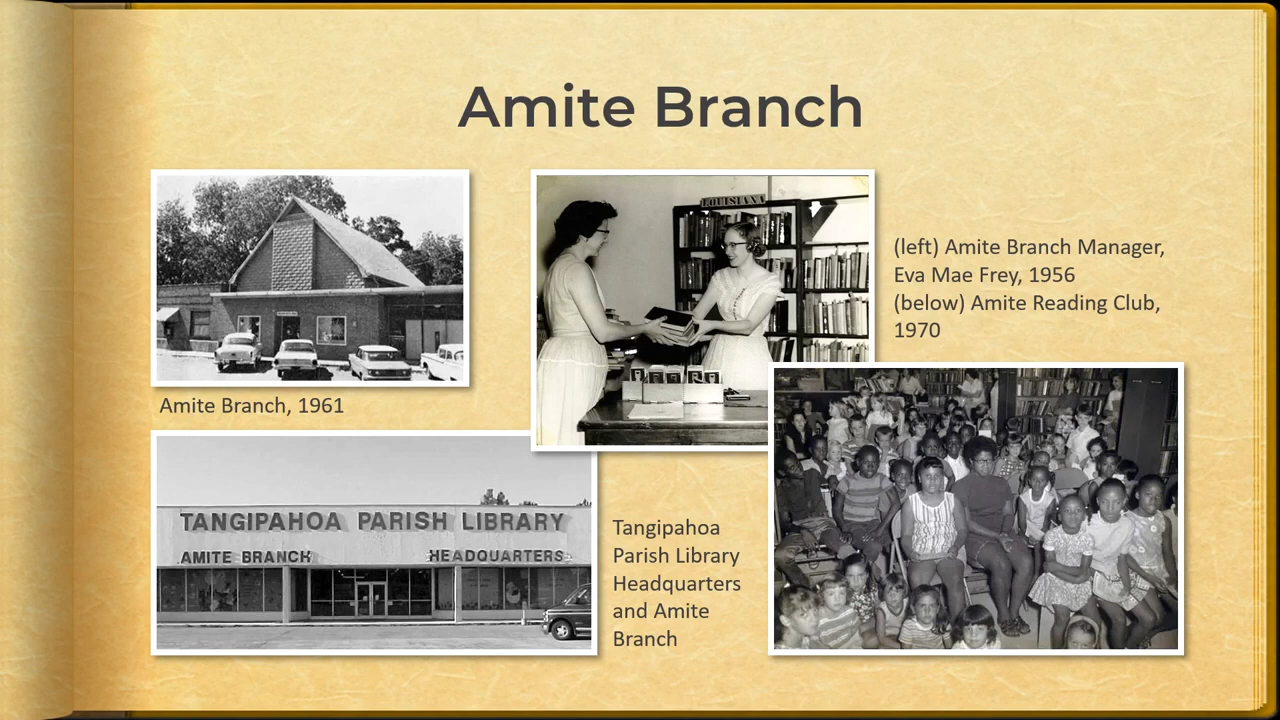 Amite Branch
LOUISIANA
(left) Amite Branch Manager,
Eva Mae Frey, 1956
(below) Amite Reading Club,
1970
Amite Branch, 1961
TANGIPAHOA PARISH LIBRARY
AMITE BRANCH HEADQUARTERS
Tangipahoa
Parish Library
Headquarters
and Amite
Branch